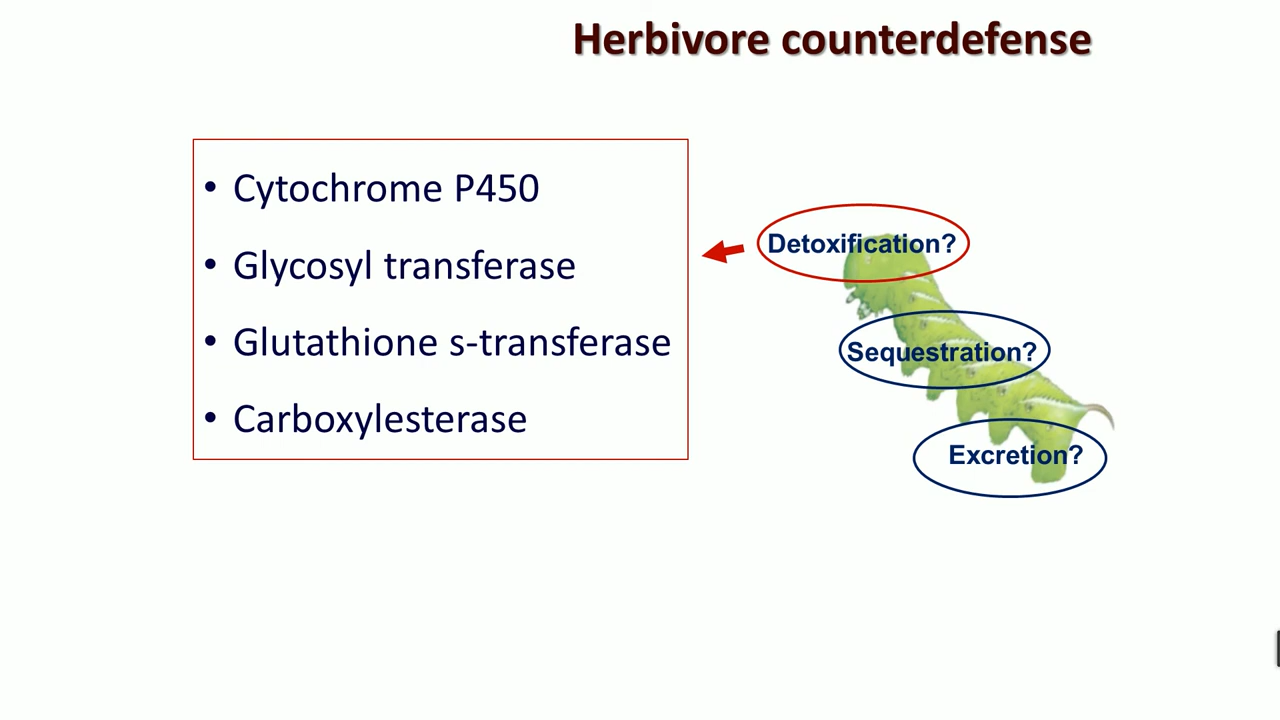 Herbivore counterdefense
• Cytochrome P450
• Glycosyl transferase
• Glutathione s-transferase
• Carboxylesterase
Detoxification?
Sequestration?
Excretion?